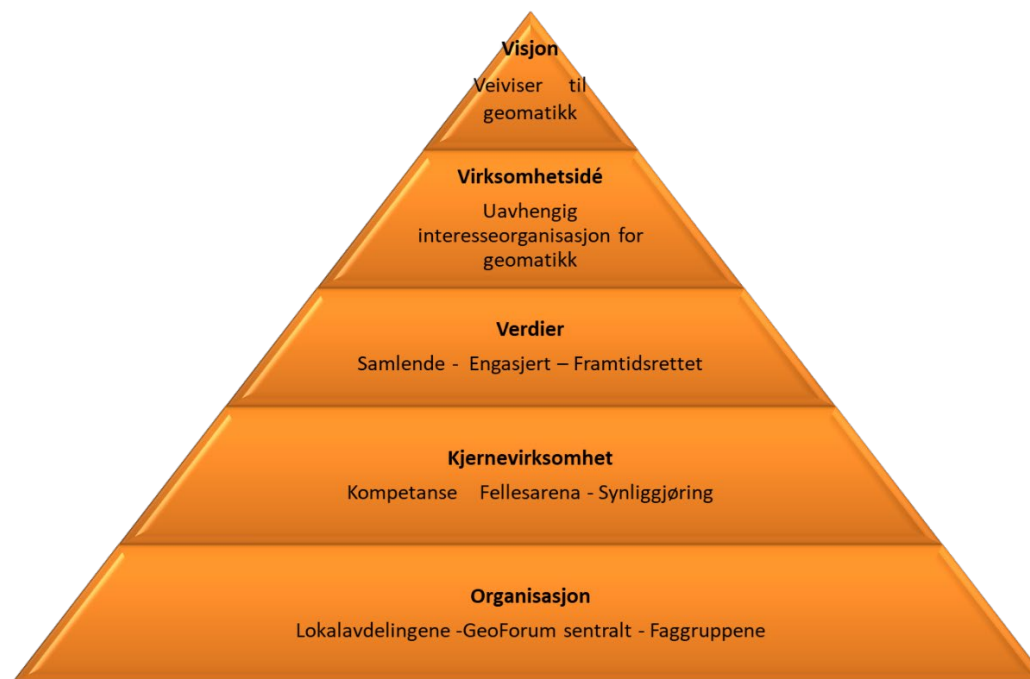 Visjon
Veiviser til
geomatikk
Virksomhetsidé
Uavhengig
interesseorganisasjon for
geomatikk
Verdier
Samlende - Engasjert – Framtidsrettet
Kjernevirksomhet
Kompetanse Fellesarena - Synliggjøring
Organisasjon
Lokalavdelingene -GeoForum sentralt - Faggruppene